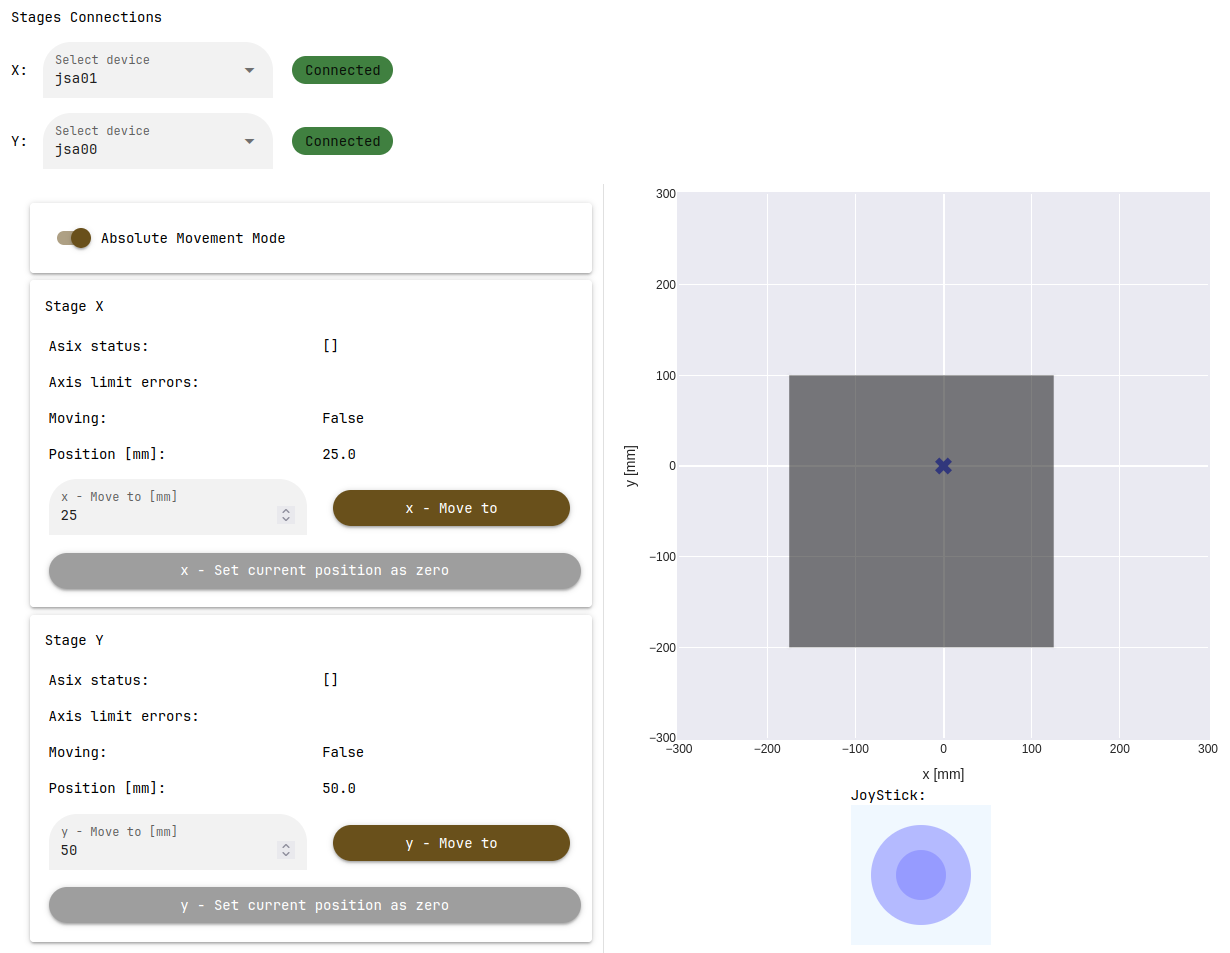 Stages Connections
X:
Select device
jsa01
Connected
Y:
Select device
jsa00
Connected
Absolute Movement Mode
Stage X
Asix status: []
Axis limit errors:
Moving: False
Position [mm]: 25.0
x - Move to [mm]
25
x - Move to
x - Set current position as zero
Stage Y
Asix status: []
Axis limit errors:
Moving: False
Position [mm]: 50.0
y - Move to [mm]
50
y - Move to
y - Set current position as zero
300
200
100
0
−100
−200
−300
y [mm]
−300 −200 −100 0 100 200 300
x [mm]
JoyStick: